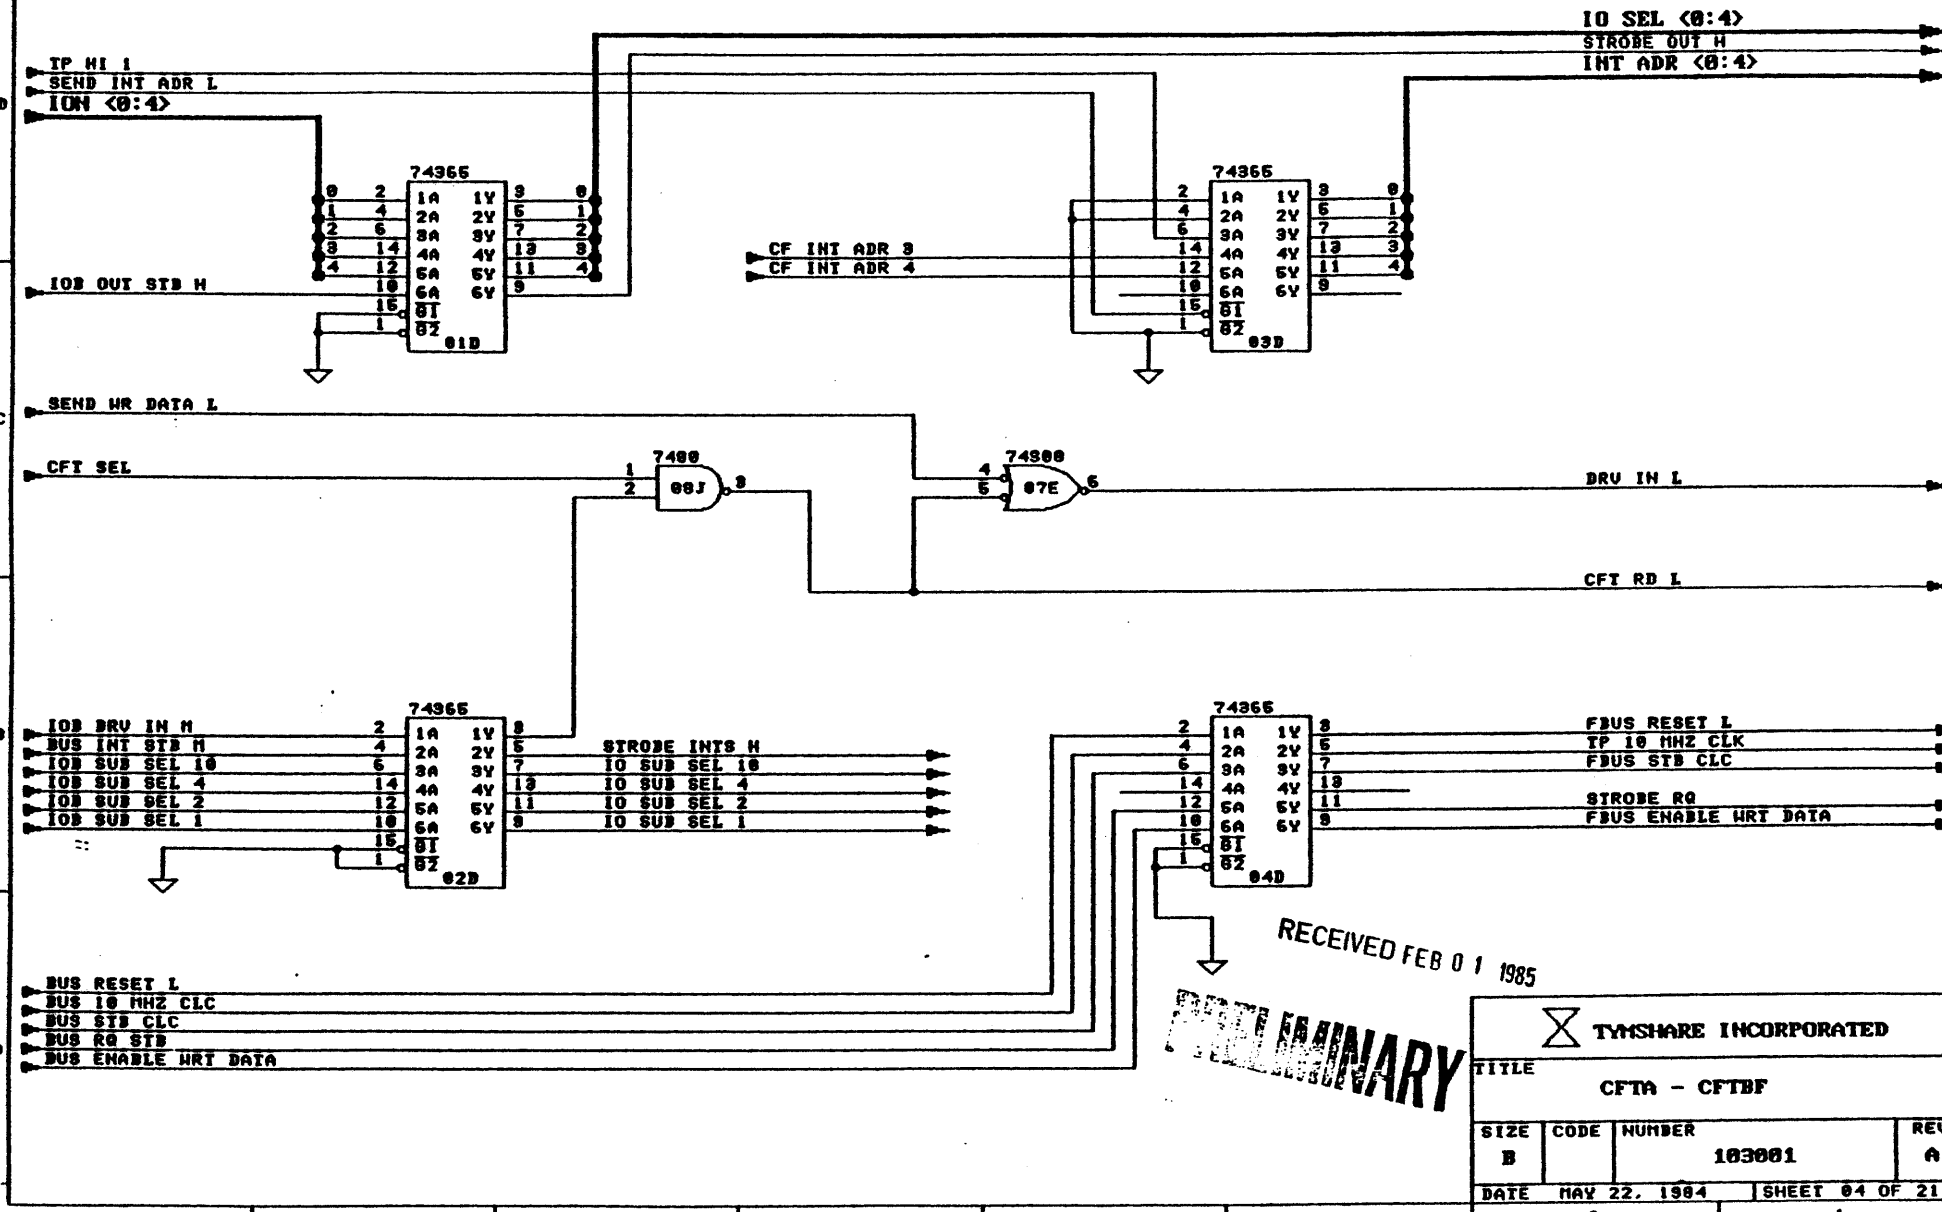 IO SEL <0:4>
STROBE OUT H
INT ADR <0:4>
TP HI 1
SEND INT ADR L
ION <0:4>
IOB OUT STB H
74365
0 2 1A 1Y 3 0
1 4 2A 2Y 5 1
2 6 3A 3Y 7 2
3 14 4A 4Y 13 3
4 12 5A 5Y 11 4
10 6A 6Y 9
15 G1
1 G2
01D
CF INT ADR 3
CF INT ADR 4
74365
2 1A 1Y 3 0
4 2A 2Y 5 1
6 3A 3Y 7 2
14 4A 4Y 13 3
12 5A 5Y 11 4
10 6A 6Y 9
15 G1
1 G2
03D
SEND WR DATA L
CFT SEL
7400
1
2
08J
3
74S08
4
5
07E
6
DRV IN L
CFT RD L
IOB DRV IN H
BUS INT STB H
IOB SUB SEL 10
IOB SUB SEL 4
IOB SUB SEL 2
IOB SUB SEL 1
74365
2 1A 1Y 3
4 2A 2Y 5
6 3A 3Y 7
14 4A 4Y 13
12 5A 5Y 11
10 6A 6Y 9
15 G1
1 G2
02D
STROBE INTS H
IO SUB SEL 10
IO SUB SEL 4
IO SUB SEL 2
IO SUB SEL 1
74365
2 1A 1Y 3
4 2A 2Y 5
6 3A 3Y 7
14 4A 4Y 13
12 5A 5Y 11
10 6A 6Y 9
15 G1
1 G2
04D
FBUS RESET L
TP 10 MHZ CLK
FBUS STB CLC
STROBE RQ
FBUS ENABLE WRT DATA
BUS RESET L
BUS 10 MHZ CLC
BUS STB CLC
BUS RQ STB
BUS ENABLE WRT DATA
RECEIVED FEB 01 1985
PRELIMINARY
TYMSHARE INCORPORATED
TITLE
CFTA - CFTBF
SIZE CODE NUMBER REV
B 103001 A
DATE MAY 22, 1984 SHEET 04 OF 21